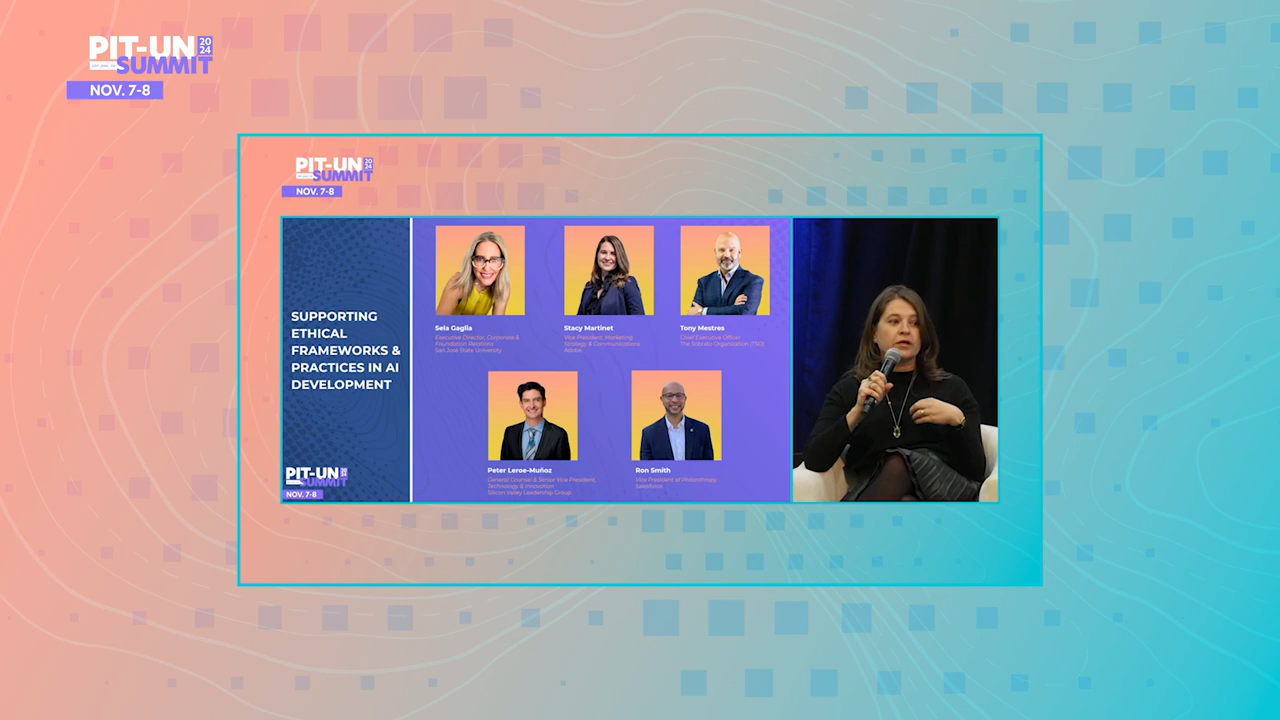 PIT-UN 2024
SUMMIT
NOV. 7-8
PIT-UN 2024
SUMMIT
NOV. 7-8
SUPPORTING
ETHICAL
FRAMEWORKS &
PRACTICES IN AI
DEVELOPMENT
PIT-UN 2024
SUMMIT
NOV. 7-8
Sela Gaglia
Executive Director, Corporate &
Foundation Relations
San José State University
Stacy Martinet
Vice President, Marketing
Strategy & Communications
Adobe
Tony Mestres
Chief Executive Officer
The Sobrato Organization (TSO)
Peter Leroe-Muñoz
General Counsel & Senior Vice President,
Technology & Innovation
Silicon Valley Leadership Group
Ron Smith
Vice President of Philanthropy
Salesforce